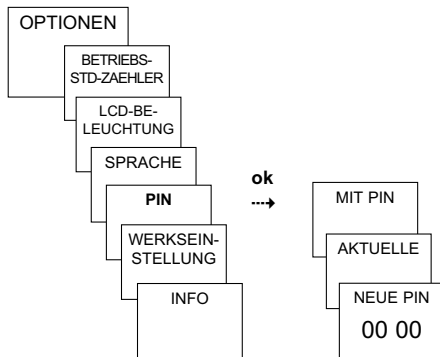 OPTIONEN
BETRIEBS-
STD-ZAEHLER
LCD-BE-
LEUCHTUNG
SPRACHE
PIN
WERKSEIN-
STELLUNG
INFO
ok
MIT PIN
AKTUELLE
NEUE PIN
00 00